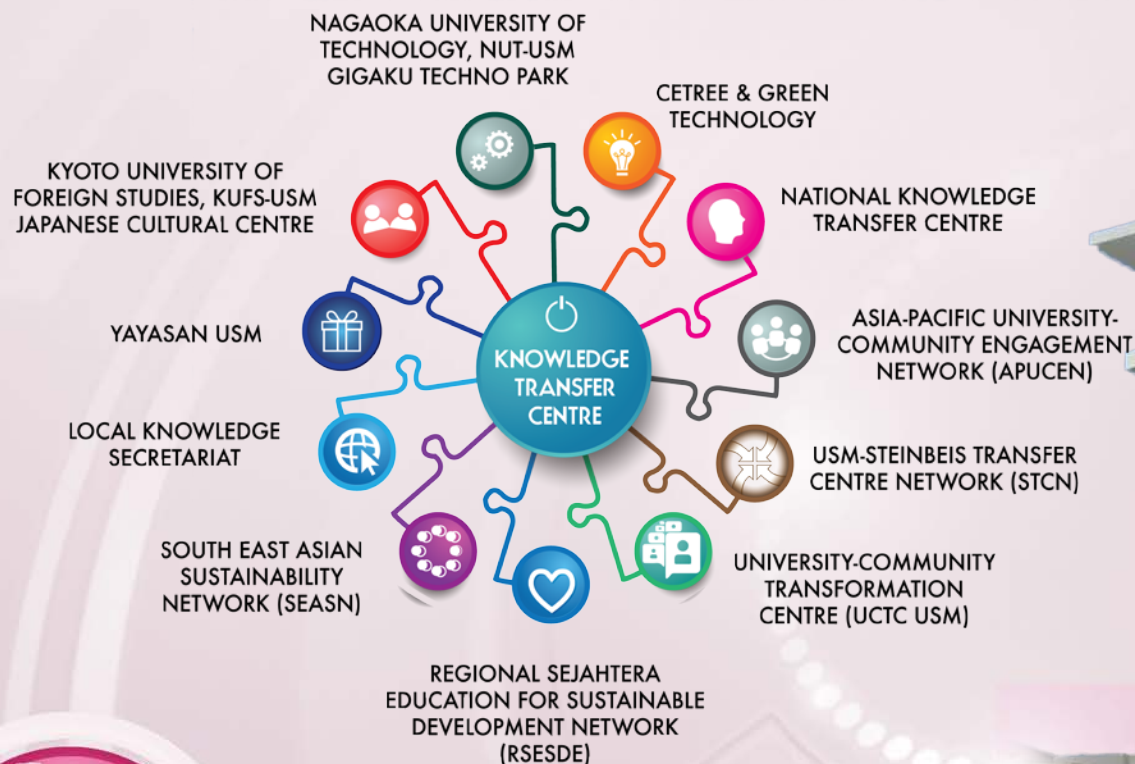 NAGAOKA UNIVERSITY OF
TECHNOLOGY, NUT-USM
GIGAKU TECHNO PARK
CETREE & GREEN
TECHNOLOGY
KYOTO UNIVERSITY OF
FOREIGN STUDIES, KUFS-USM
JAPANESE CULTURAL CENTRE
NATIONAL KNOWLEDGE
TRANSFER CENTRE
YAYASAN USM
ASIA-PACIFIC UNIVERSITY-
COMMUNITY ENGAGEMENT
NETWORK (APUCEN)
KNOWLEDGE
TRANSFER
CENTRE
LOCAL KNOWLEDGE
SECRETARIAT
USM-STEINBEIS TRANSFER
CENTRE NETWORK (STCN)
SOUTH EAST ASIAN
SUSTAINABILITY
NETWORK (SEASN)
UNIVERSITY-COMMUNITY
TRANSFORMATION
CENTRE (UCTC USM)
REGIONAL SEJAHTERA
EDUCATION FOR SUSTAINABLE
DEVELOPMENT NETWORK
(RSESDE)